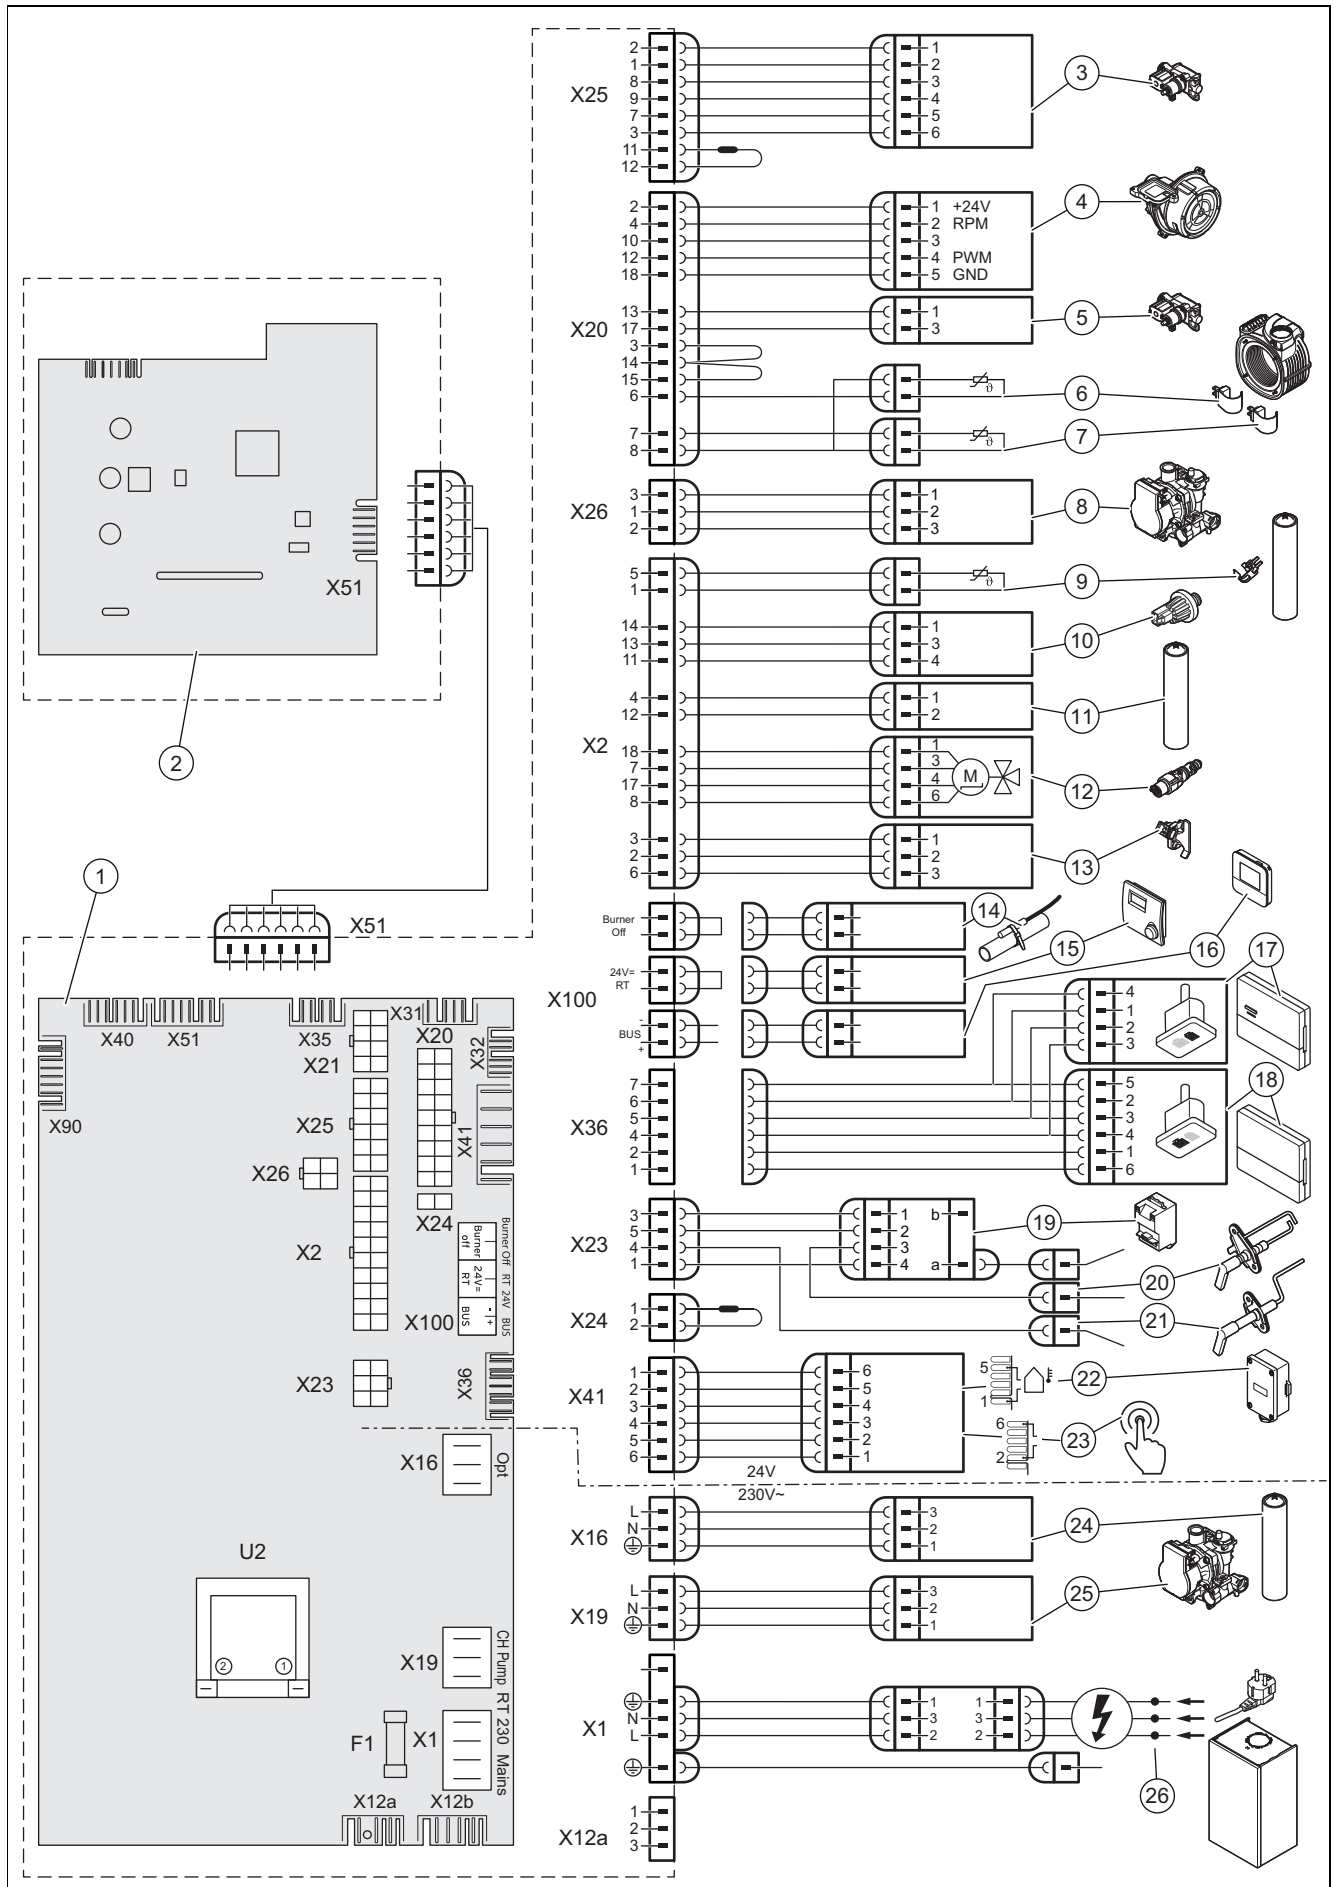 X25
2 1
1 2
8 3
9 4
7 5
3 6
11
12
3
X20
2 1 +24V
4 2 RPM
10 3
12 4 PWM
18 5 GND
4
13 1
17 3
5
3
14
15
6
ϑ
6
7
8
ϑ
7
X26
3 1
1 2
2 3
8
X2
5
1
ϑ
9
14 1
13 3
11 4
10
4 1
12 2
11
18 1
7 3
17 4
8 6
M
12
3 1
2 2
6 3
13
X51
2
1
X51
X100
Burner
Off
14
24V=
RT
15
-
BUS
+
16
17
4
1
2
3
X36
7 5
6 2
5 3
4 4
2 1
1 6
18
X23
3 1 b
5 2
4 3
1 4 a
19
20
21
X24
1
2
X41
1 6
2 5
3 4
4 3
5 2
6 1
5
1
22
6
2
23
24V
230V~
X16
L 3
N 2
1
24
X19
L 3
N 2
1
25
X1
1 1
N 3 3
L 2 2
26
X12a
1
2
3
X40
X51
X35
X31
X20
X21
X32
X90
X25
X41
X26
X24
X2
Burner Off RT 24V BUS
Burner
off
24V=
RT
BUS
- +
X100
X23
X36
X16
Opt
U2
2 1
X19
CH Pump RT 230 Mains
F1
X1
X12a
X12b